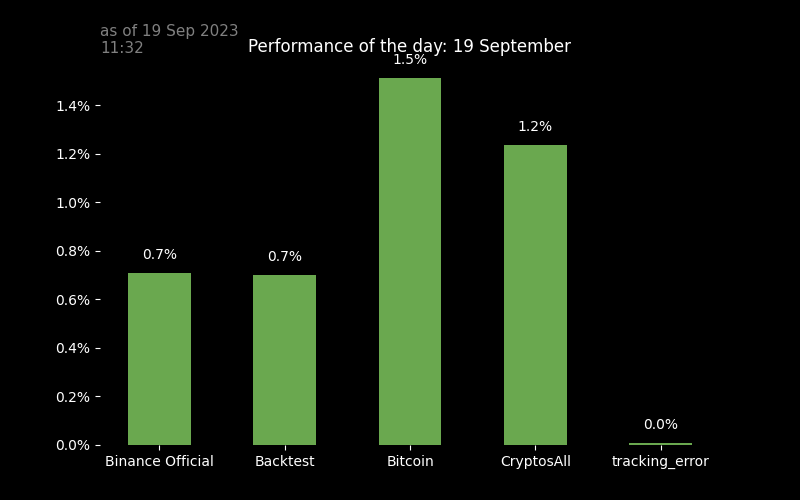 as of 19 Sep 2023
11:32
Performance of the day: 19 September
1.5%
1.4%
1.2%
1.2%
1.0%
0.8%
0.7%
0.7%
0.6%
0.4%
0.2%
0.0%
0.0%
Binance Official
Backtest
Bitcoin
CryptosAll
tracking_error